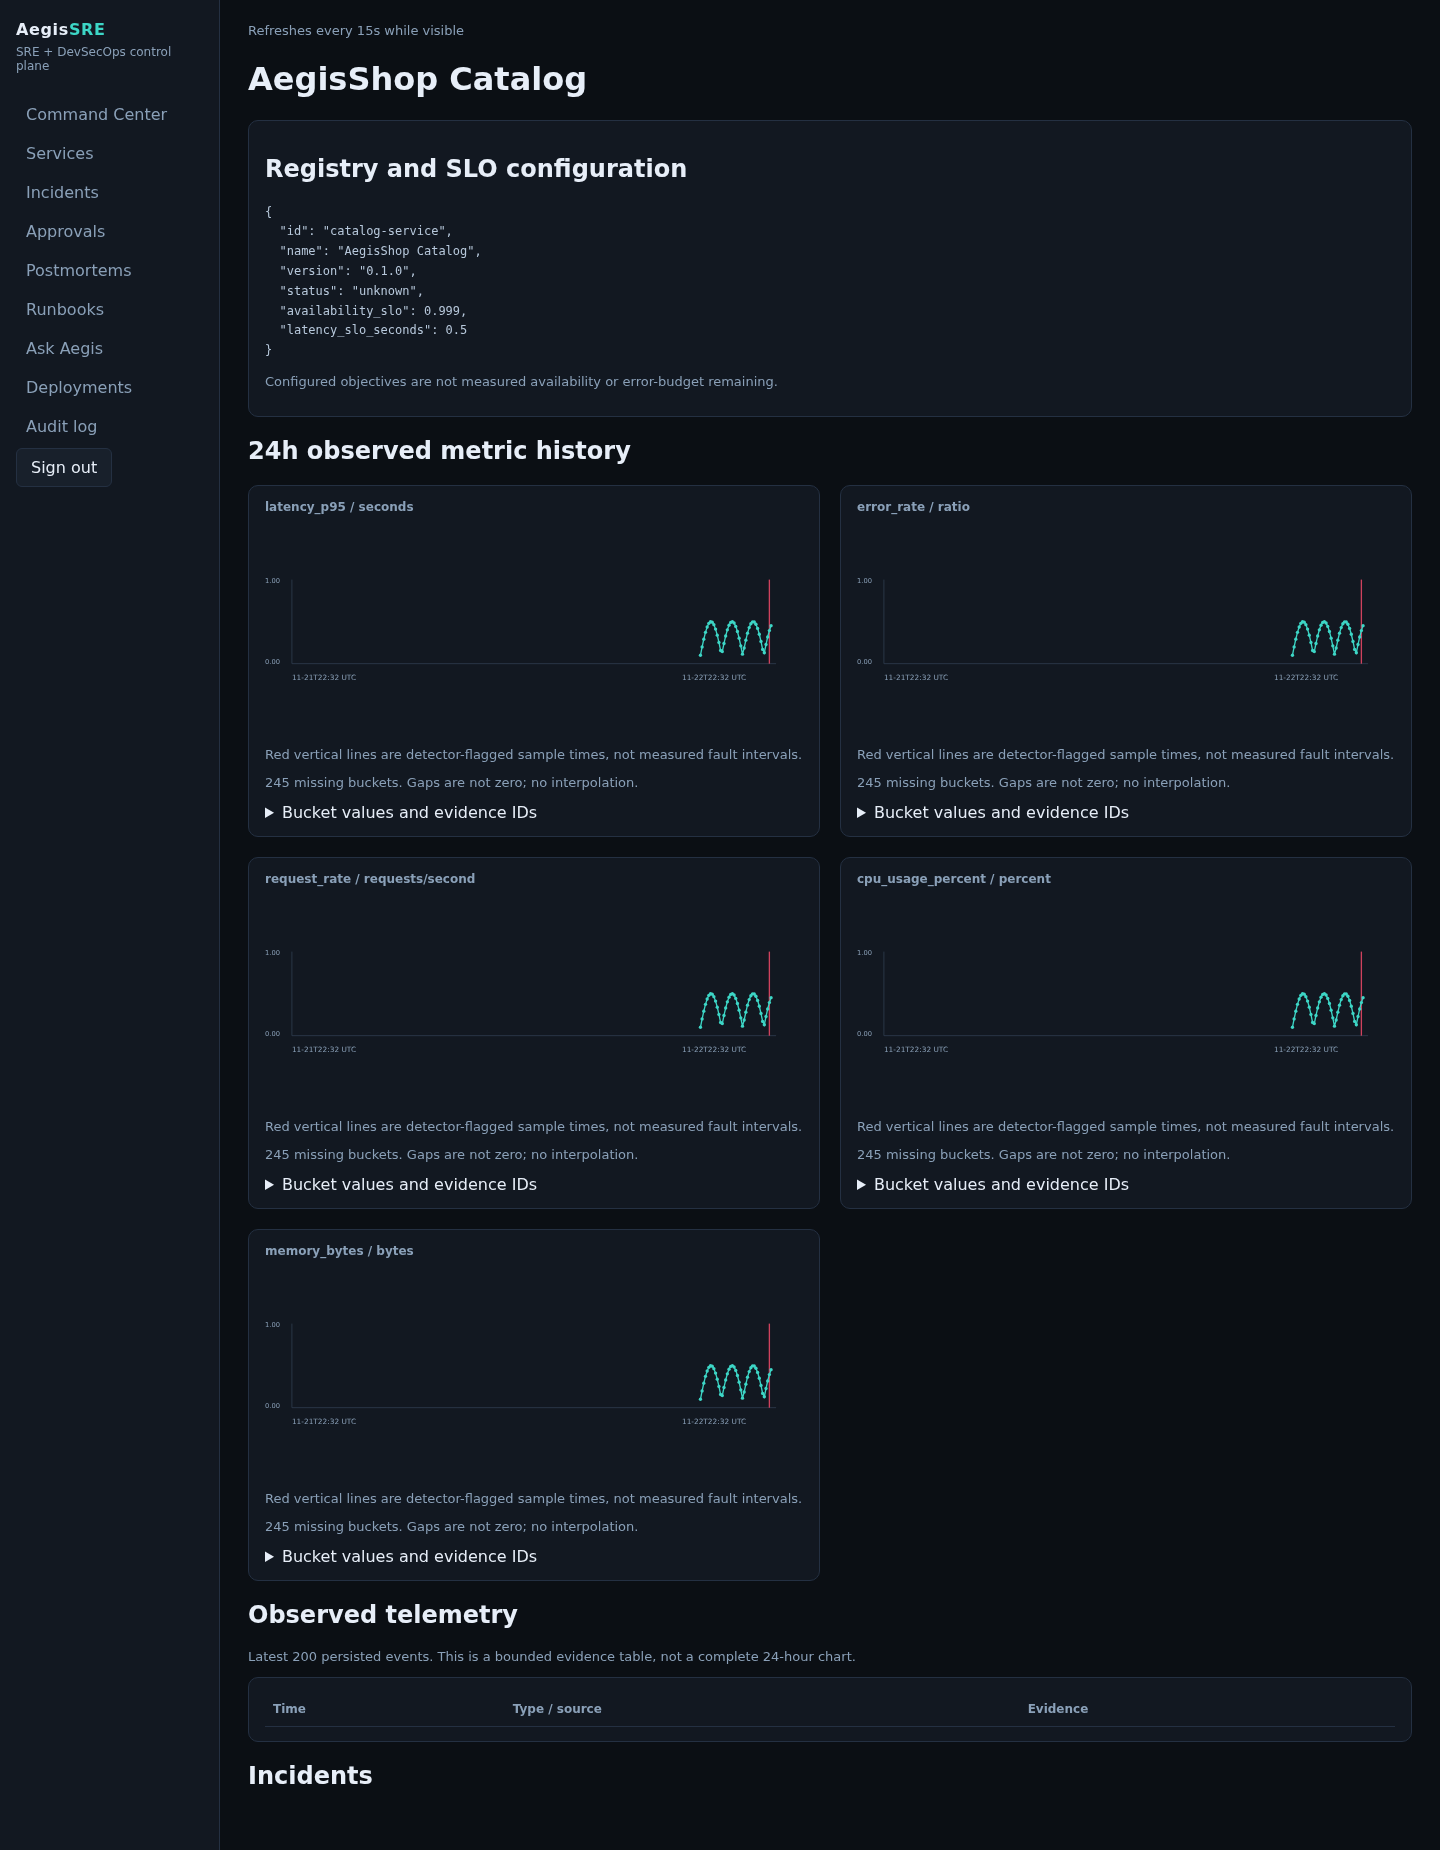 AegisSRE
SRE + DevSecOps control
plane
Command Center
Services
Incidents
Approvals
Postmortems
Runbooks
Ask Aegis
Deployments
Audit log
Sign out
Refreshes every 15s while visible
AegisShop Catalog
Registry and SLO configuration
{
  "id": "catalog-service",
  "name": "AegisShop Catalog",
  "version": "0.1.0",
  "status": "unknown",
  "availability_slo": 0.999,
  "latency_slo_seconds": 0.5
}
Configured objectives are not measured availability or error-budget remaining.
24h observed metric history
latency_p95 / seconds
1.00
0.00
11-21T22:32 UTC
11-22T22:32 UTC
Red vertical lines are detector-flagged sample times, not measured fault intervals.
245 missing buckets. Gaps are not zero; no interpolation.
▶ Bucket values and evidence IDs
error_rate / ratio
1.00
0.00
11-21T22:32 UTC
11-22T22:32 UTC
Red vertical lines are detector-flagged sample times, not measured fault intervals.
245 missing buckets. Gaps are not zero; no interpolation.
▶ Bucket values and evidence IDs
request_rate / requests/second
1.00
0.00
11-21T22:32 UTC
11-22T22:32 UTC
Red vertical lines are detector-flagged sample times, not measured fault intervals.
245 missing buckets. Gaps are not zero; no interpolation.
▶ Bucket values and evidence IDs
cpu_usage_percent / percent
1.00
0.00
11-21T22:32 UTC
11-22T22:32 UTC
Red vertical lines are detector-flagged sample times, not measured fault intervals.
245 missing buckets. Gaps are not zero; no interpolation.
▶ Bucket values and evidence IDs
memory_bytes / bytes
1.00
0.00
11-21T22:32 UTC
11-22T22:32 UTC
Red vertical lines are detector-flagged sample times, not measured fault intervals.
245 missing buckets. Gaps are not zero; no interpolation.
▶ Bucket values and evidence IDs
Observed telemetry
Latest 200 persisted events. This is a bounded evidence table, not a complete 24-hour chart.
Time
Type / source
Evidence
Incidents